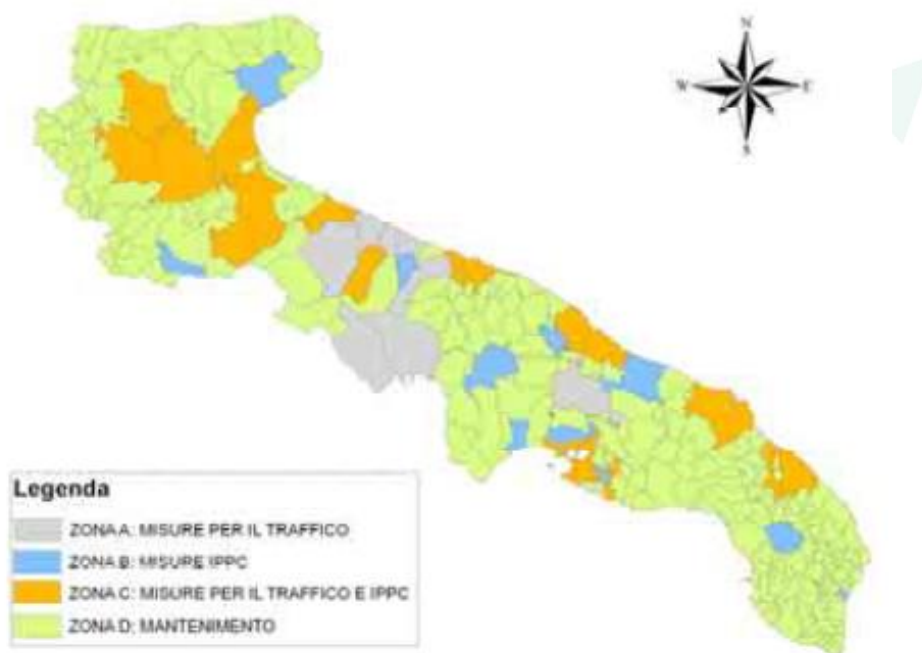 N
W
E
S
Legenda
ZONA A: MISURE PER IL TRAFFICO
ZONA B: MISURE IPPC
ZONA C: MISURE PER IL TRAFFICO E IPPC
ZONA D: MANTENIMENTO